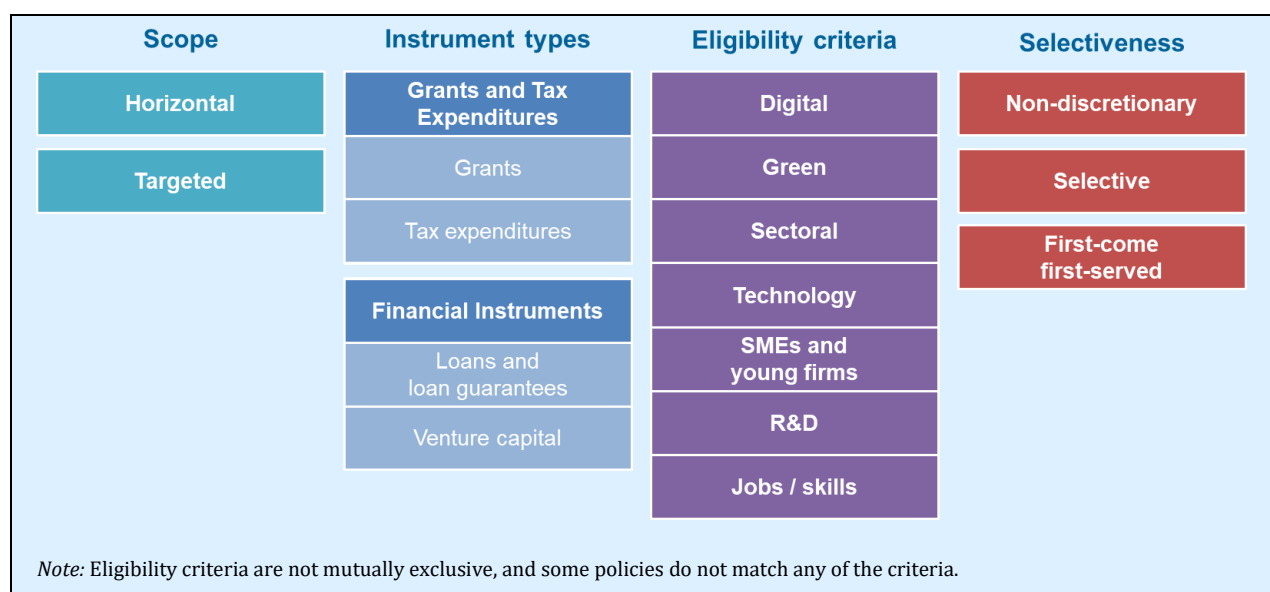 Scope
Horizontal
Targeted
Instrument types
Grants and Tax
Expenditures
Grants
Tax expenditures
Financial Instruments
Loans and
loan guarantees
Venture capital
Eligibility criteria
Digital
Green
Sectoral
Technology
SMEs and
young firms
R&D
Jobs / skills
Selectiveness
Non-discretionary
Selective
First-come
first-served
Note: Eligibility criteria are not mutually exclusive, and some policies do not match any of the criteria.